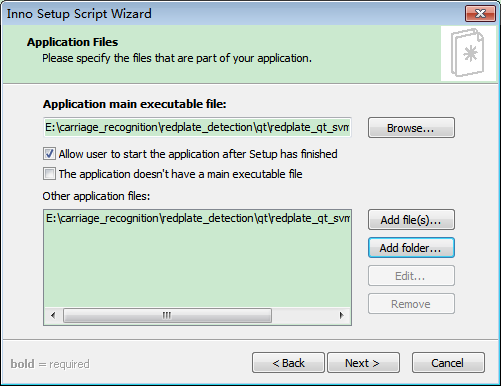 Inno Setup Script Wizard
Application Files
Please specify the files that are part of your application.
Application main executable file:
E:\carriage_recognition\redplate_detection\qt\redplate_qt_svm
Browse...
Allow user to start the application after Setup has finished
The application doesn't have a main executable file
Other application files:
E:\carriage_recognition\redplate_detection\qt\redplate_qt_svm
Add file(s)...
Add folder...
Edit...
Remove
bold = required
< Back
Next >
Cancel